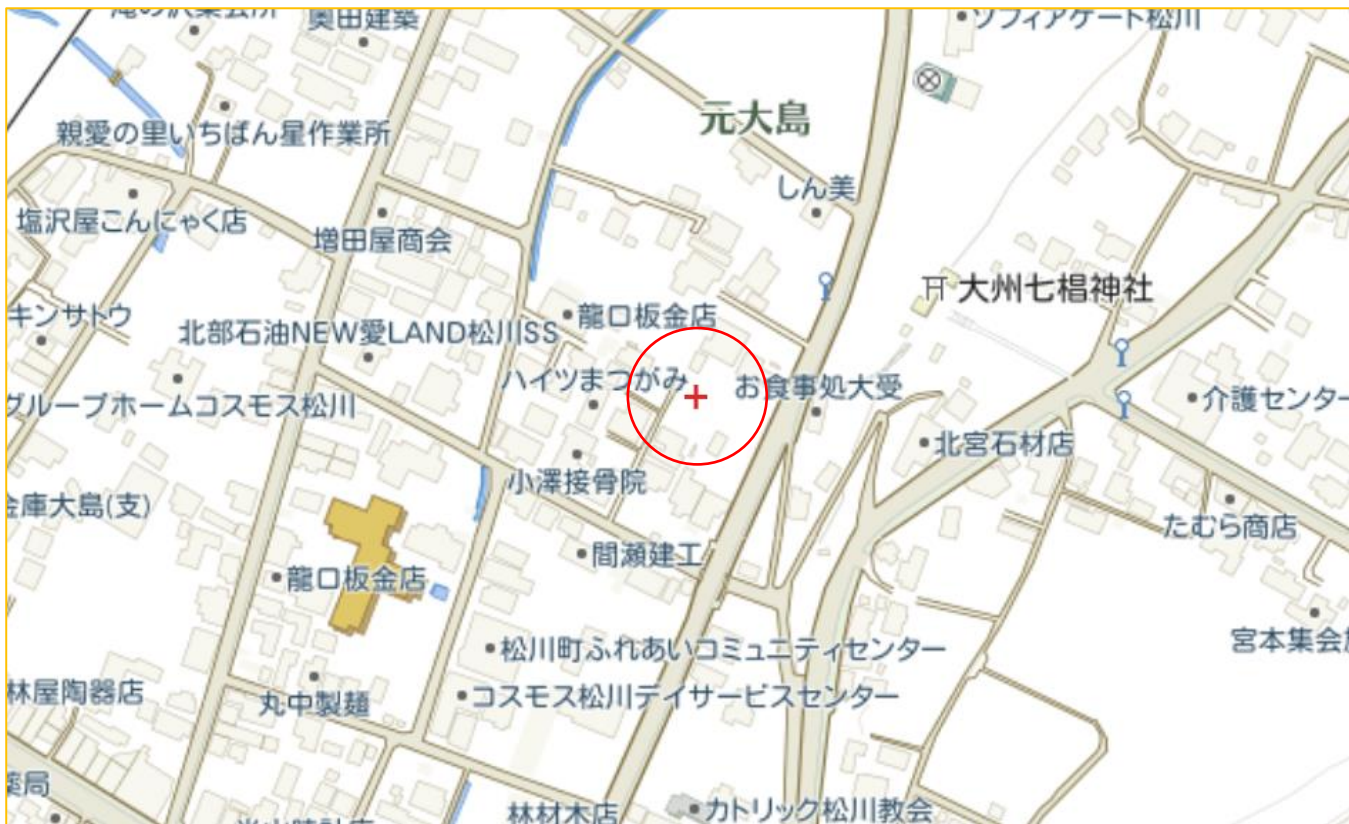 奥田建築
ソフィアゲート松川
元大島
親愛の里いちばん星作業所
しん美
塩沢屋こんにゃく店
増田屋商会
大州七椙神社
キンサトウ
龍口板金店
北部石油NEW愛LAND松川SS
ハイツまつがみ
お食事処大受
グループホームコスモス松川
介護センター
北宮石材店
小澤接骨院
金庫大島(支)
たむら商店
間瀬建工
龍口板金店
松川町ふれあいコミュニティセンター
宮本集会
林屋陶器店
丸中製麺
コスモス松川デイサービスセンター
薬局
林材木店
カトリック松川教会